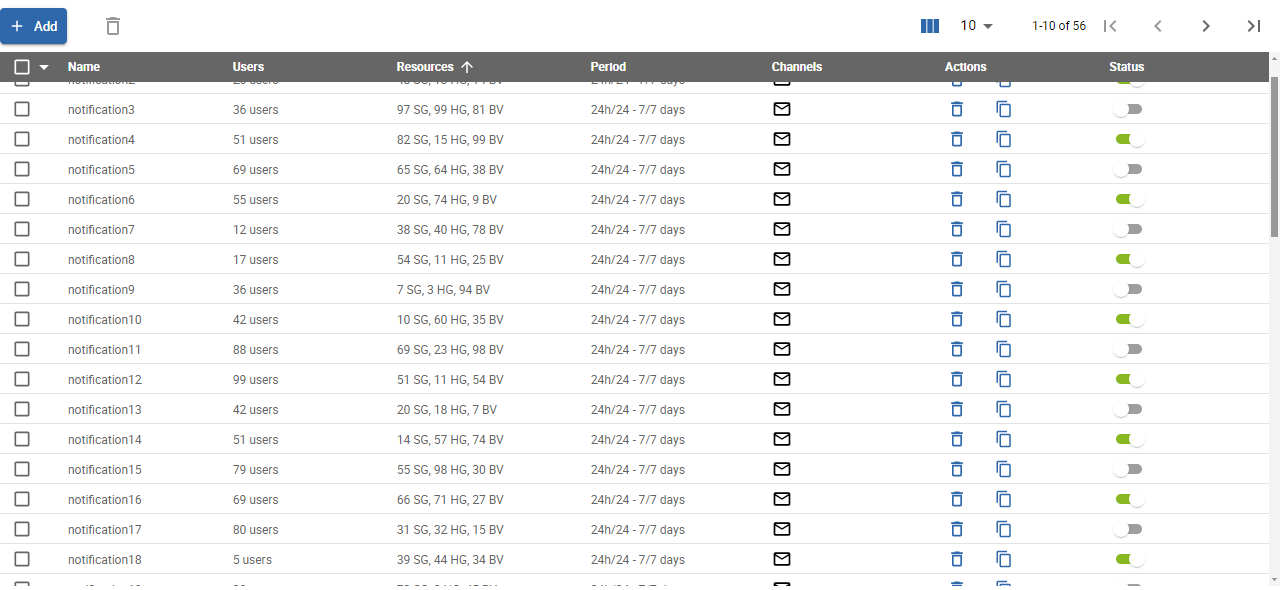 Add 10 1-10 of 56
Name Users Resources Period Channels Actions Status
notification3 36 users 97 SG, 99 HG, 81 BV 24h/24 - 7/7 days
notification4 51 users 82 SG, 15 HG, 99 BV 24h/24 - 7/7 days
notification5 69 users 65 SG, 64 HG, 38 BV 24h/24 - 7/7 days
notification6 55 users 20 SG, 74 HG, 9 BV 24h/24 - 7/7 days
notification7 12 users 38 SG, 40 HG, 78 BV 24h/24 - 7/7 days
notification8 17 users 54 SG, 11 HG, 25 BV 24h/24 - 7/7 days
notification9 36 users 7 SG, 3 HG, 94 BV 24h/24 - 7/7 days
notification10 42 users 10 SG, 60 HG, 35 BV 24h/24 - 7/7 days
notification11 88 users 69 SG, 23 HG, 98 BV 24h/24 - 7/7 days
notification12 99 users 51 SG, 11 HG, 54 BV 24h/24 - 7/7 days
notification13 42 users 20 SG, 18 HG, 7 BV 24h/24 - 7/7 days
notification14 51 users 14 SG, 57 HG, 74 BV 24h/24 - 7/7 days
notification15 79 users 55 SG, 98 HG, 30 BV 24h/24 - 7/7 days
notification16 69 users 66 SG, 71 HG, 27 BV 24h/24 - 7/7 days
notification17 80 users 31 SG, 32 HG, 15 BV 24h/24 - 7/7 days
notification18 5 users 39 SG, 44 HG, 34 BV 24h/24 - 7/7 days